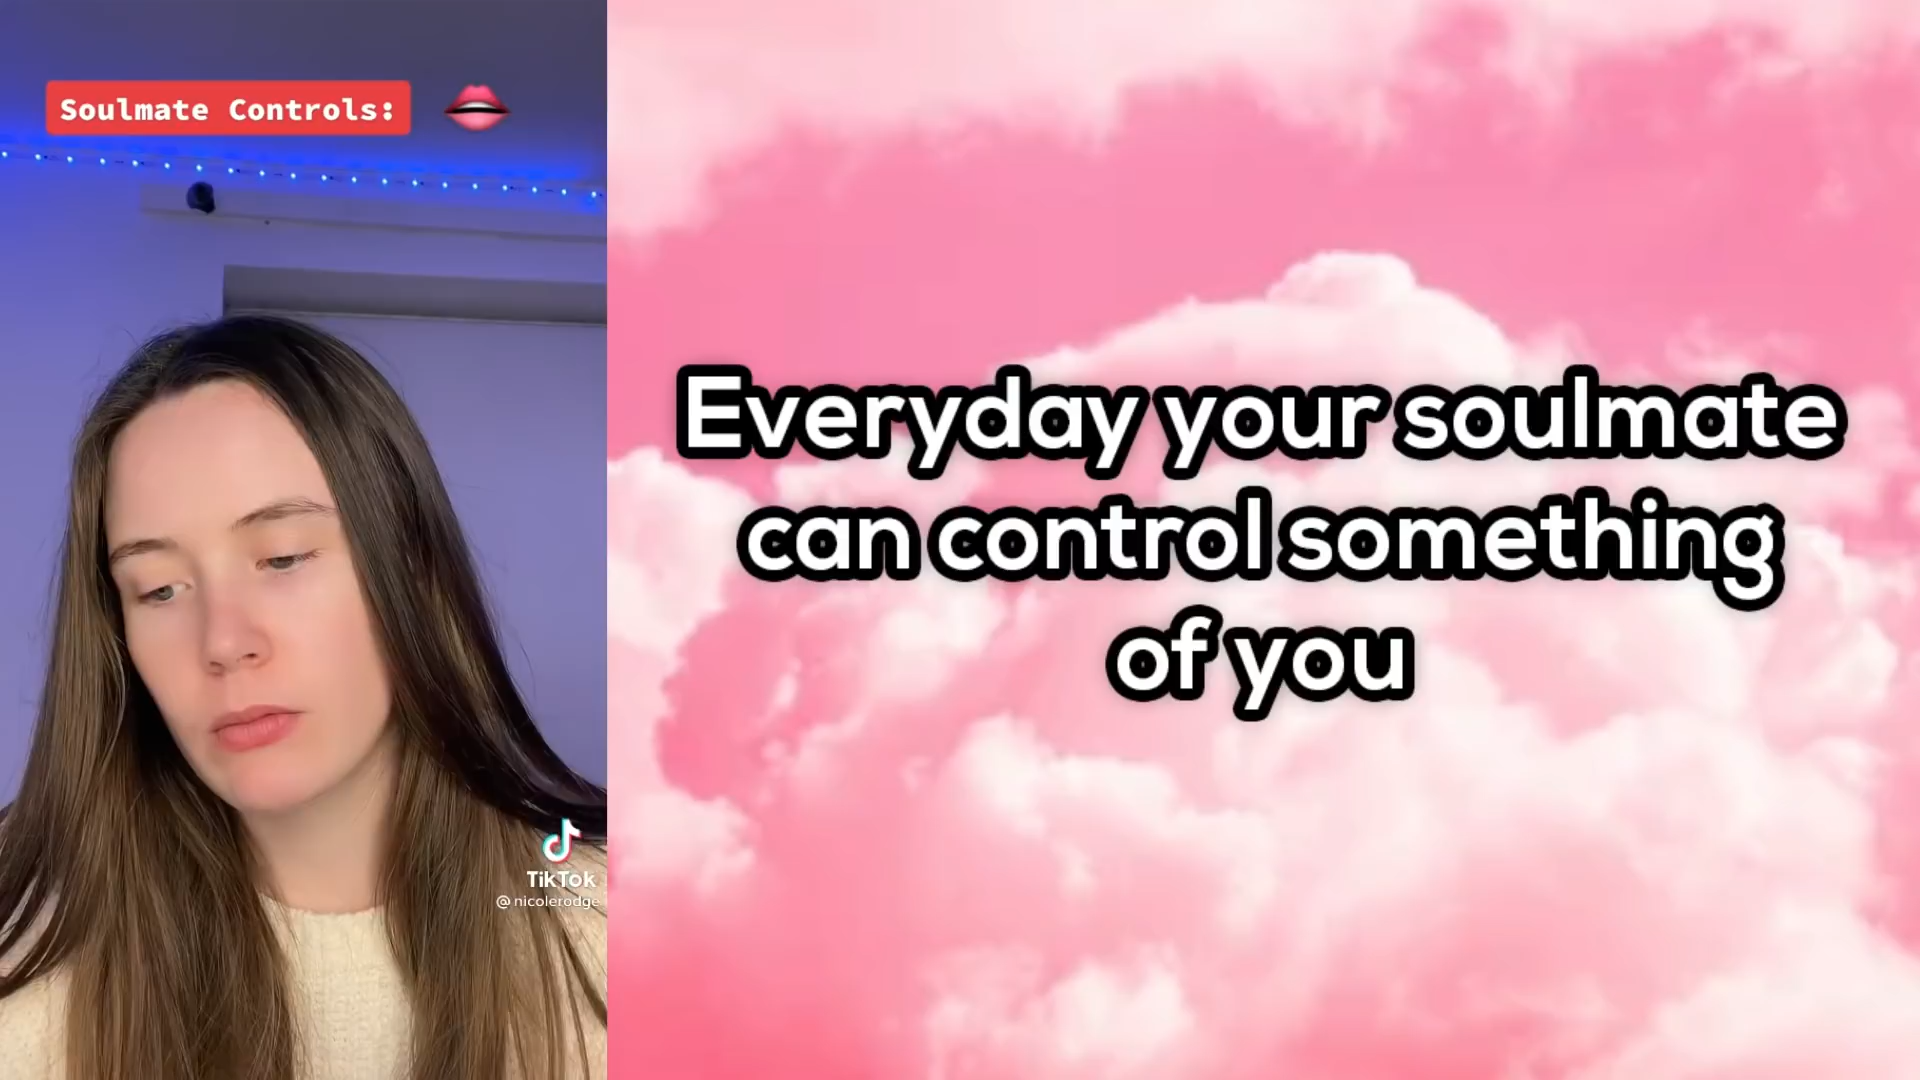 Soulmate Controls:
Everyday your soulmate
can control something
of you
TikTok
@nicolerodge